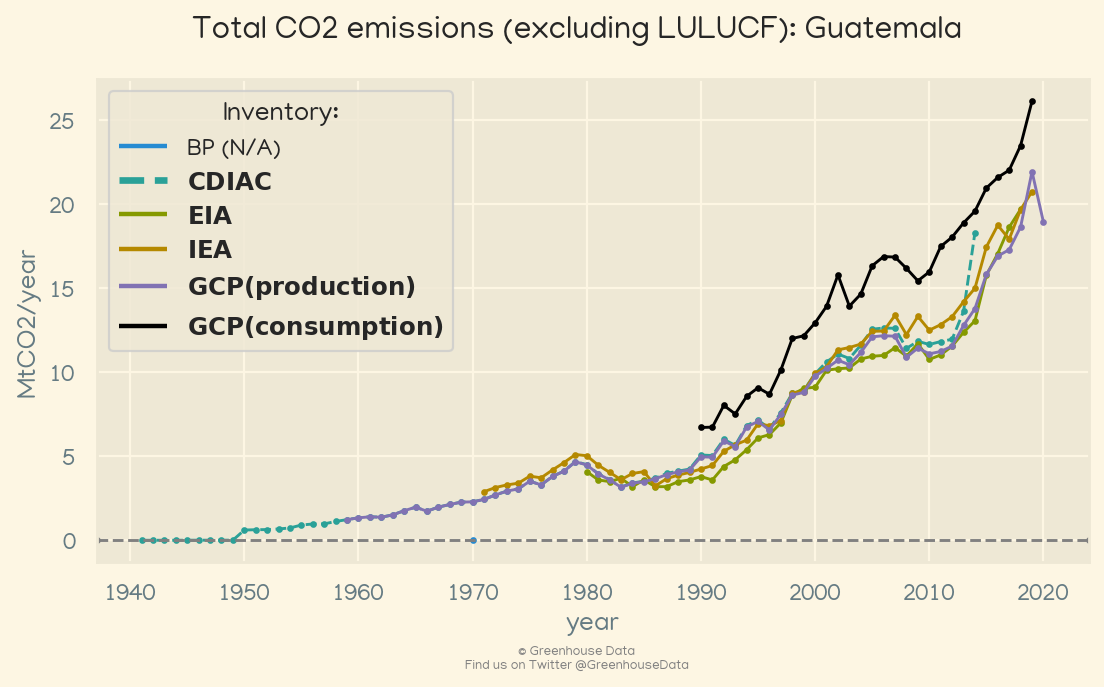 Total CO2 emissions (excluding LULUCF): Guatemala
Inventory:
BP (N/A)
CDIAC
EIA
IEA
GCP(production)
GCP(consumption)
MtCO2/year
25
20
15
10
5
0
1940 1950 1960 1970 1980 1990 2000 2010 2020
year
© Greenhouse Data
Find us on Twitter @GreenhouseData